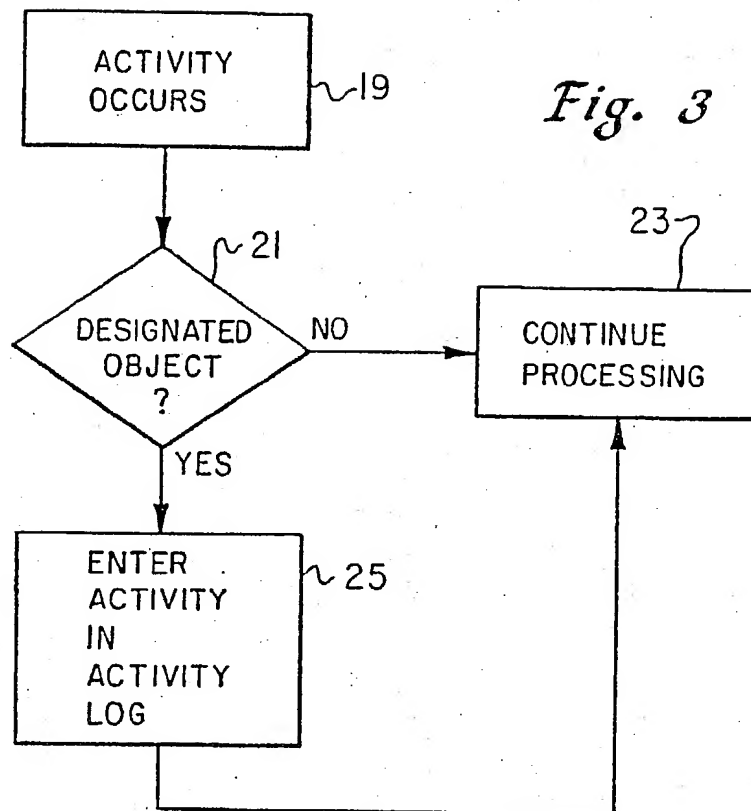 ACTIVITY
OCCURS
19
Fig. 3
21
DESIGNATED
OBJECT
?
NO
23
CONTINUE
PROCESSING
YES
ENTER
ACTIVITY
IN
ACTIVITY
LOG
25